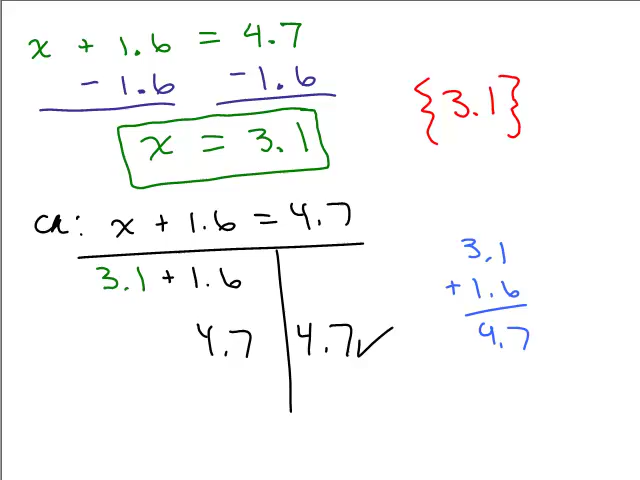 x + 1.6 = 4.7
- 1.6 - 1.6
x = 3.1
{3.1}
ck: x + 1.6 = 4.7
3.1 + 1.6
4.7 4.7 ✓
3.1
+ 1.6
4.7